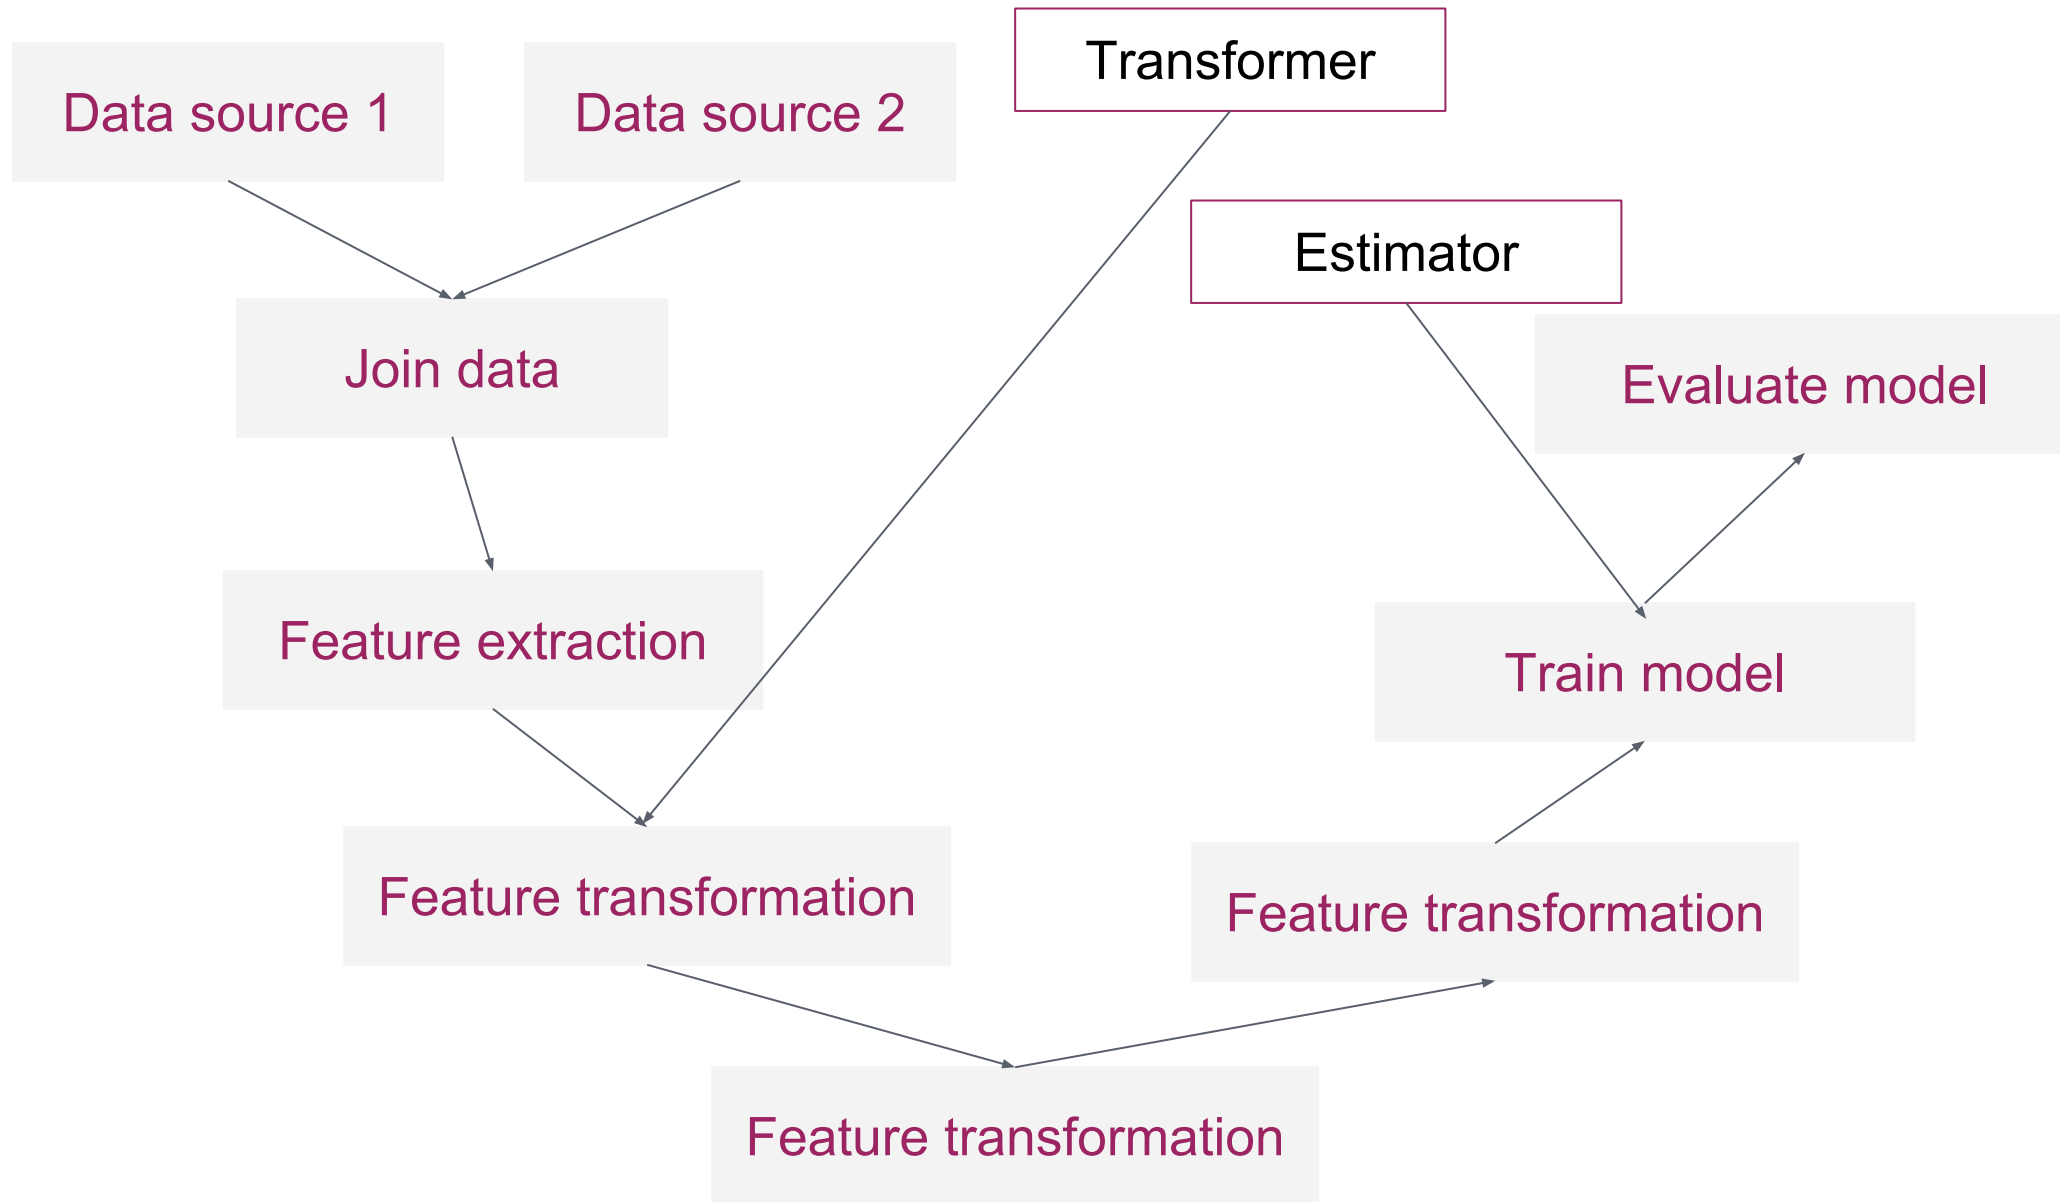 Data source 1
Data source 2
Transformer
Estimator
Join data
Evaluate model
Feature extraction
Train model
Feature transformation
Feature transformation
Feature transformation